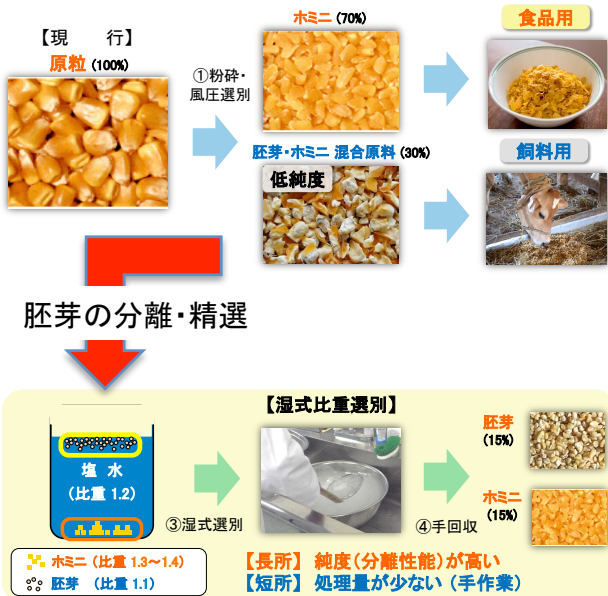 【現　　行】
原粒 (100%)
①粉砕・
風圧選別
ホミニ (70%)
食品用
胚芽・ホミニ 混合原料 (30%)
低純度
飼料用
胚芽の分離・精選
【湿式比重選別】
塩 水
(比重 1.2)
③湿式選別
④手回収
胚芽
(15%)
ホミニ
(15%)
ホミニ (比重 1.3～1.4)
胚芽 (比重 1.1)
【長所】 純度(分離性能)が高い
【短所】 処理量が少ない (手作業)